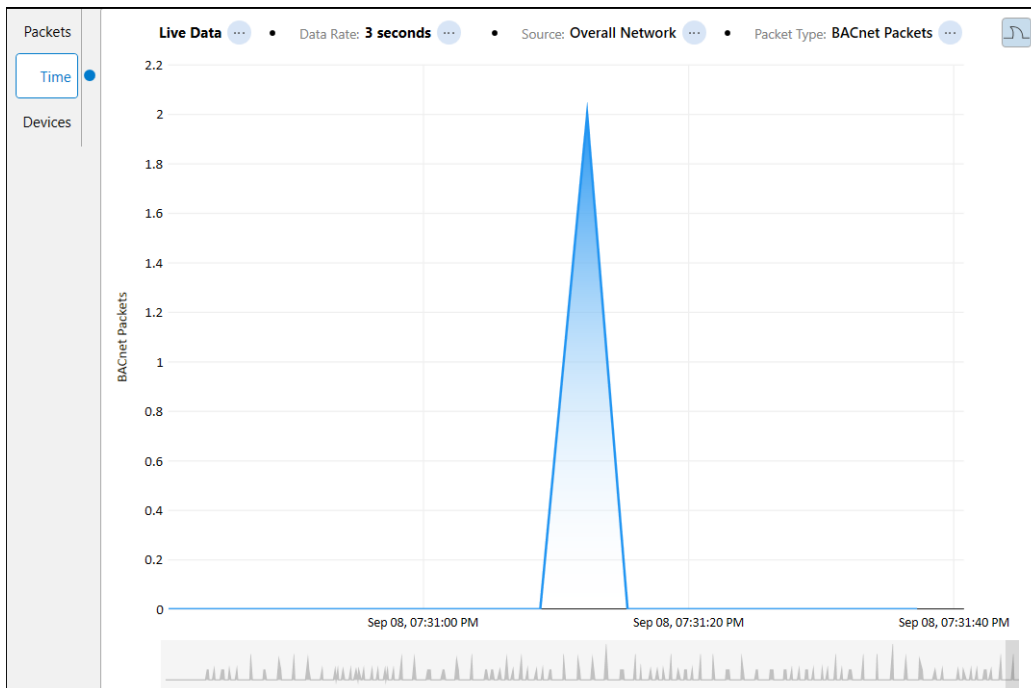 Packets
Time
Devices
Live Data ... • Data Rate: 3 seconds ... • Source: Overall Network ... • Packet Type: BACnet Packets ...
BACnet Packets
2.2
2
1.8
1.6
1.4
1.2
1
0.8
0.6
0.4
0.2
0
Sep 08, 07:31:00 PM Sep 08, 07:31:20 PM Sep 08, 07:31:40 PM